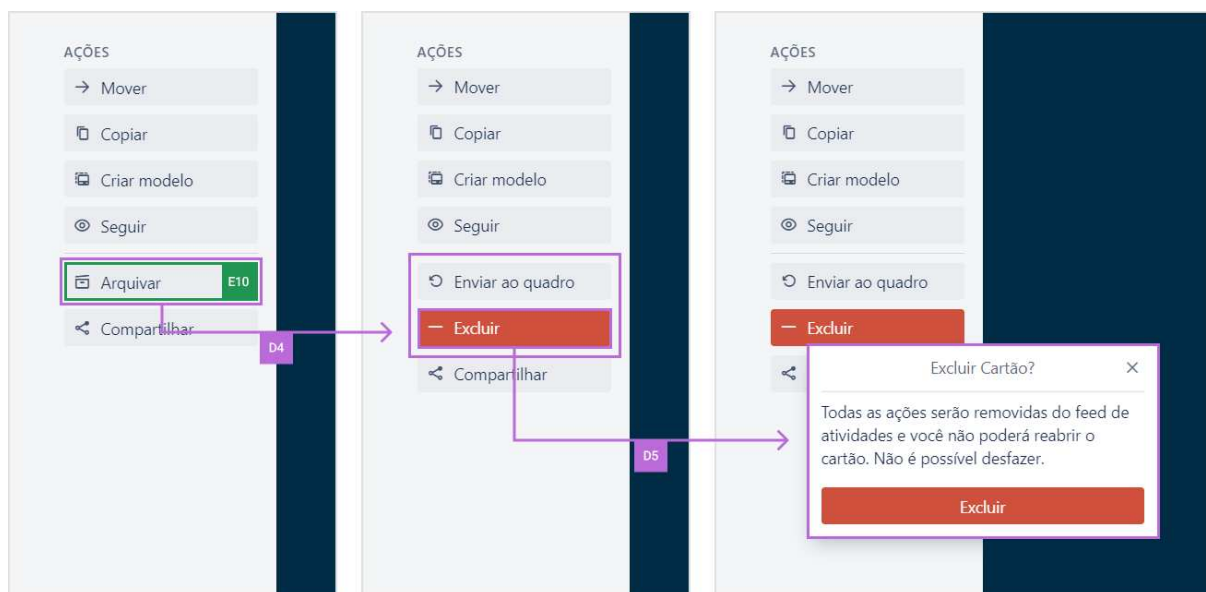 AÇÕES
Mover
Copiar
Criar modelo
Seguir
Arquivar E10
Compartilhar
D4
AÇÕES
Mover
Copiar
Criar modelo
Seguir
Enviar ao quadro
Excluir
Compartilhar
D5
AÇÕES
Mover
Copiar
Criar modelo
Seguir
Enviar ao quadro
Excluir
Excluir Cartão?
Todas as ações serão removidas do feed de
atividades e você não poderá reabrir o
cartão. Não é possível desfazer.
Excluir